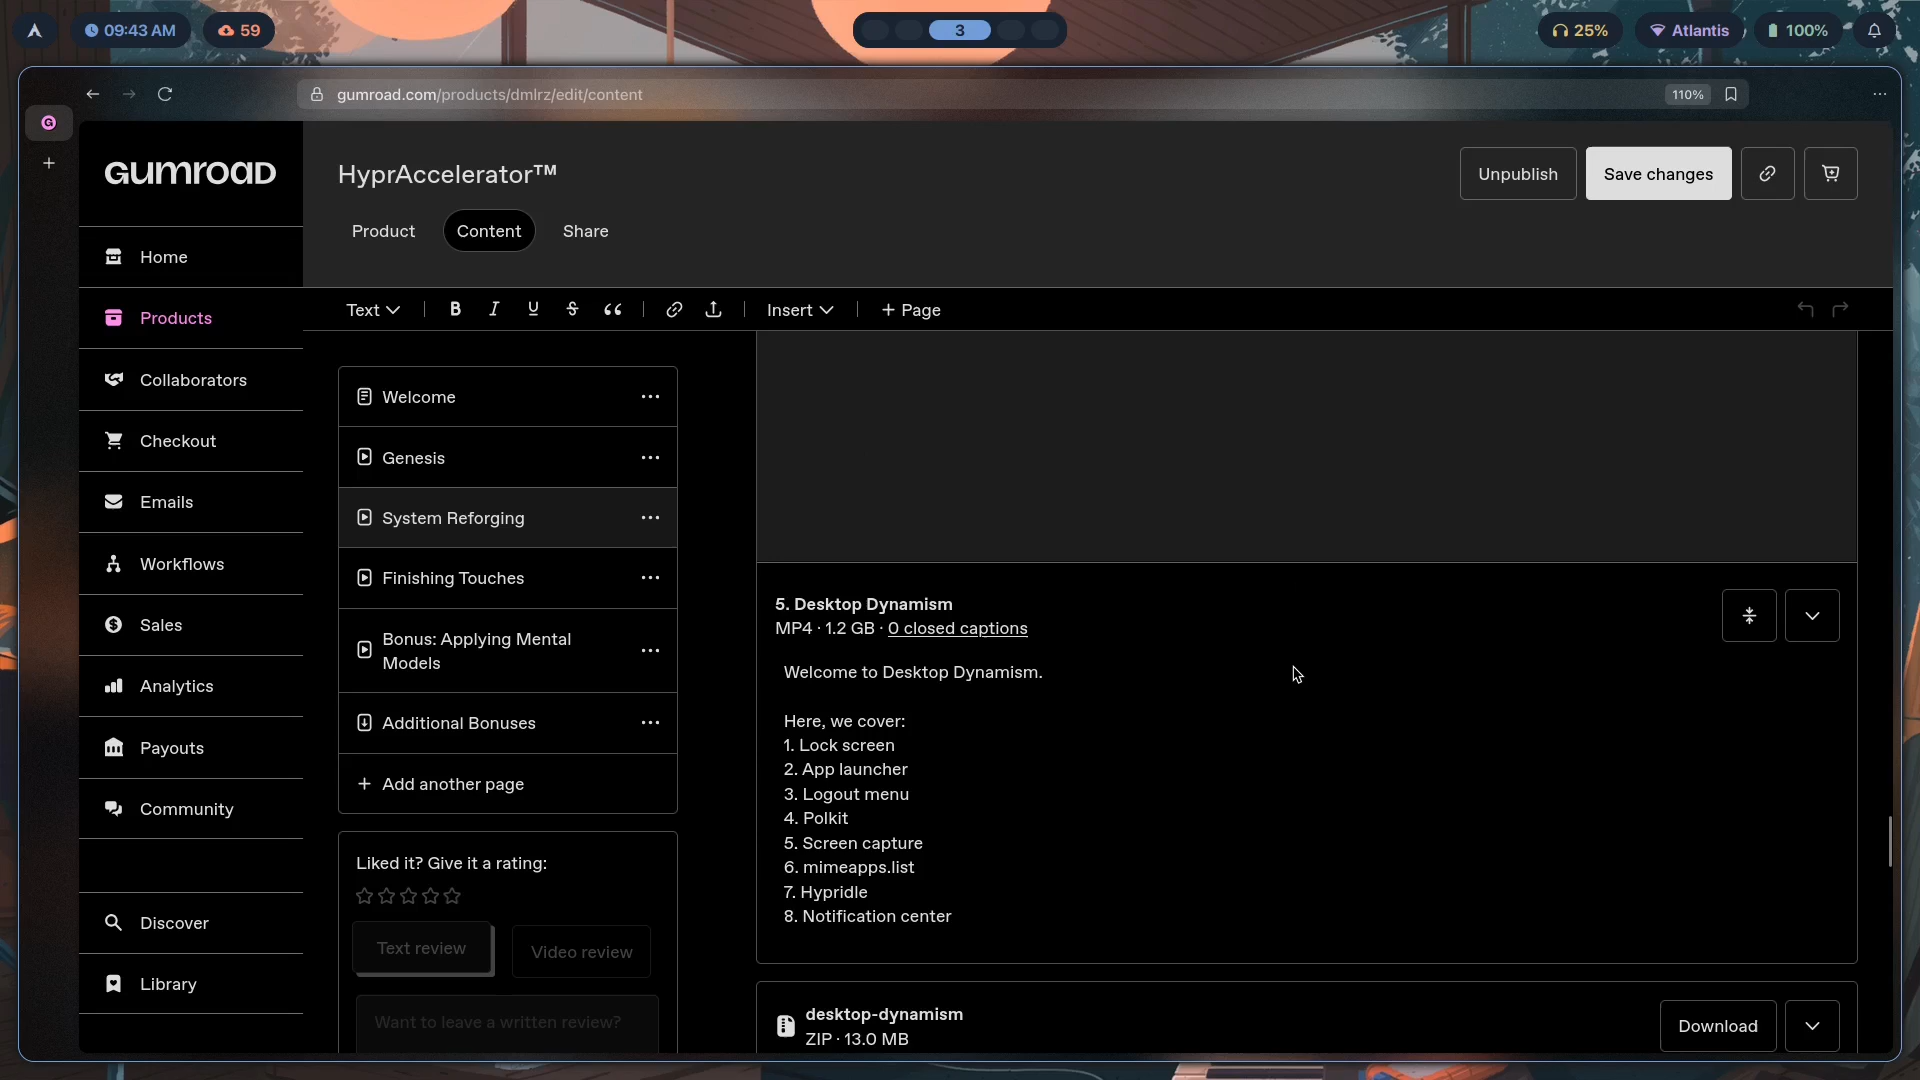 09:43 AM
59
3
25%
Atlantis
100%
gumroad.com/products/dmlrz/edit/content
110%
G
GUMROAD
HyprAccelerator™
Unpublish
Save changes
Product
Content
Share
Home
Products
Collaborators
Checkout
Emails
Workflows
Sales
Analytics
Payouts
Community
Discover
Library
Text
B
I
U
S
Insert
+ Page
Welcome
Genesis
System Reforging
Finishing Touches
Bonus: Applying Mental
Models
Additional Bonuses
+ Add another page
Liked it? Give it a rating:
Text review
Video review
Want to leave a written review?
5. Desktop Dynamism
MP4 · 1.2 GB · 0 closed captions
Welcome to Desktop Dynamism.
Here, we cover:
1. Lock screen
2. App launcher
3. Logout menu
4. Polkit
5. Screen capture
6. mimeapps.list
7. Hypridle
8. Notification center
desktop-dynamism
ZIP · 13.0 MB
Download